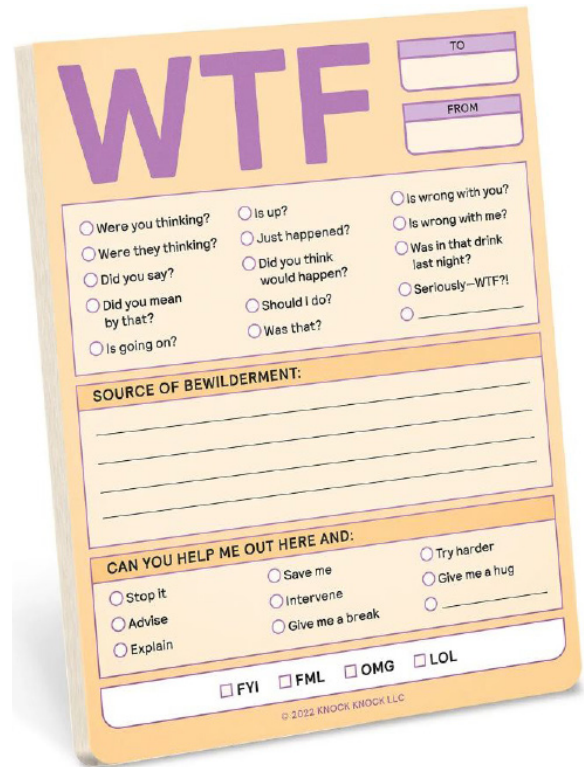 WTF
TO
FROM
Were you thinking?
Were they thinking?
Did you say?
Did you mean
by that?
Is going on?
Is up?
Just happened?
Did you think
would happen?
Should I do?
Was that?
Is wrong with you?
Is wrong with me?
Was in that drink
last night?
Seriously—WTF?!
SOURCE OF BEWILDERMENT:
CAN YOU HELP ME OUT HERE AND:
Stop it
Advise
Explain
Save me
Intervene
Give me a break
Try harder
Give me a hug
FYI FML OMG LOL
© 2022 KNOCK KNOCK LLC